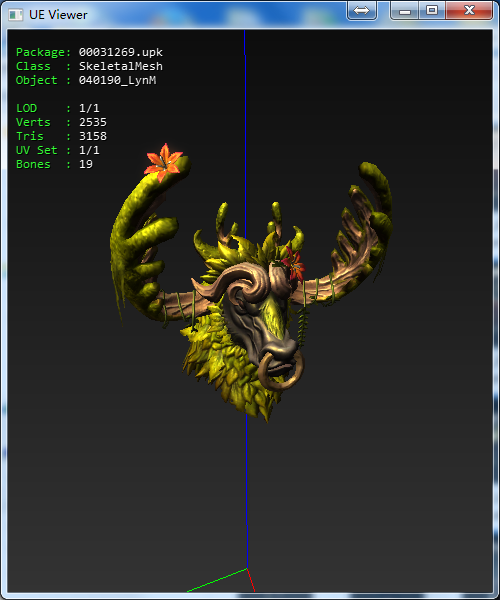 UE Viewer
Package: 00031269.upk
Class  : SkeletalMesh
Object : 040190_LynM
LOD    : 1/1
Verts  : 2535
Tris   : 3158
UV Set : 1/1
Bones  : 19